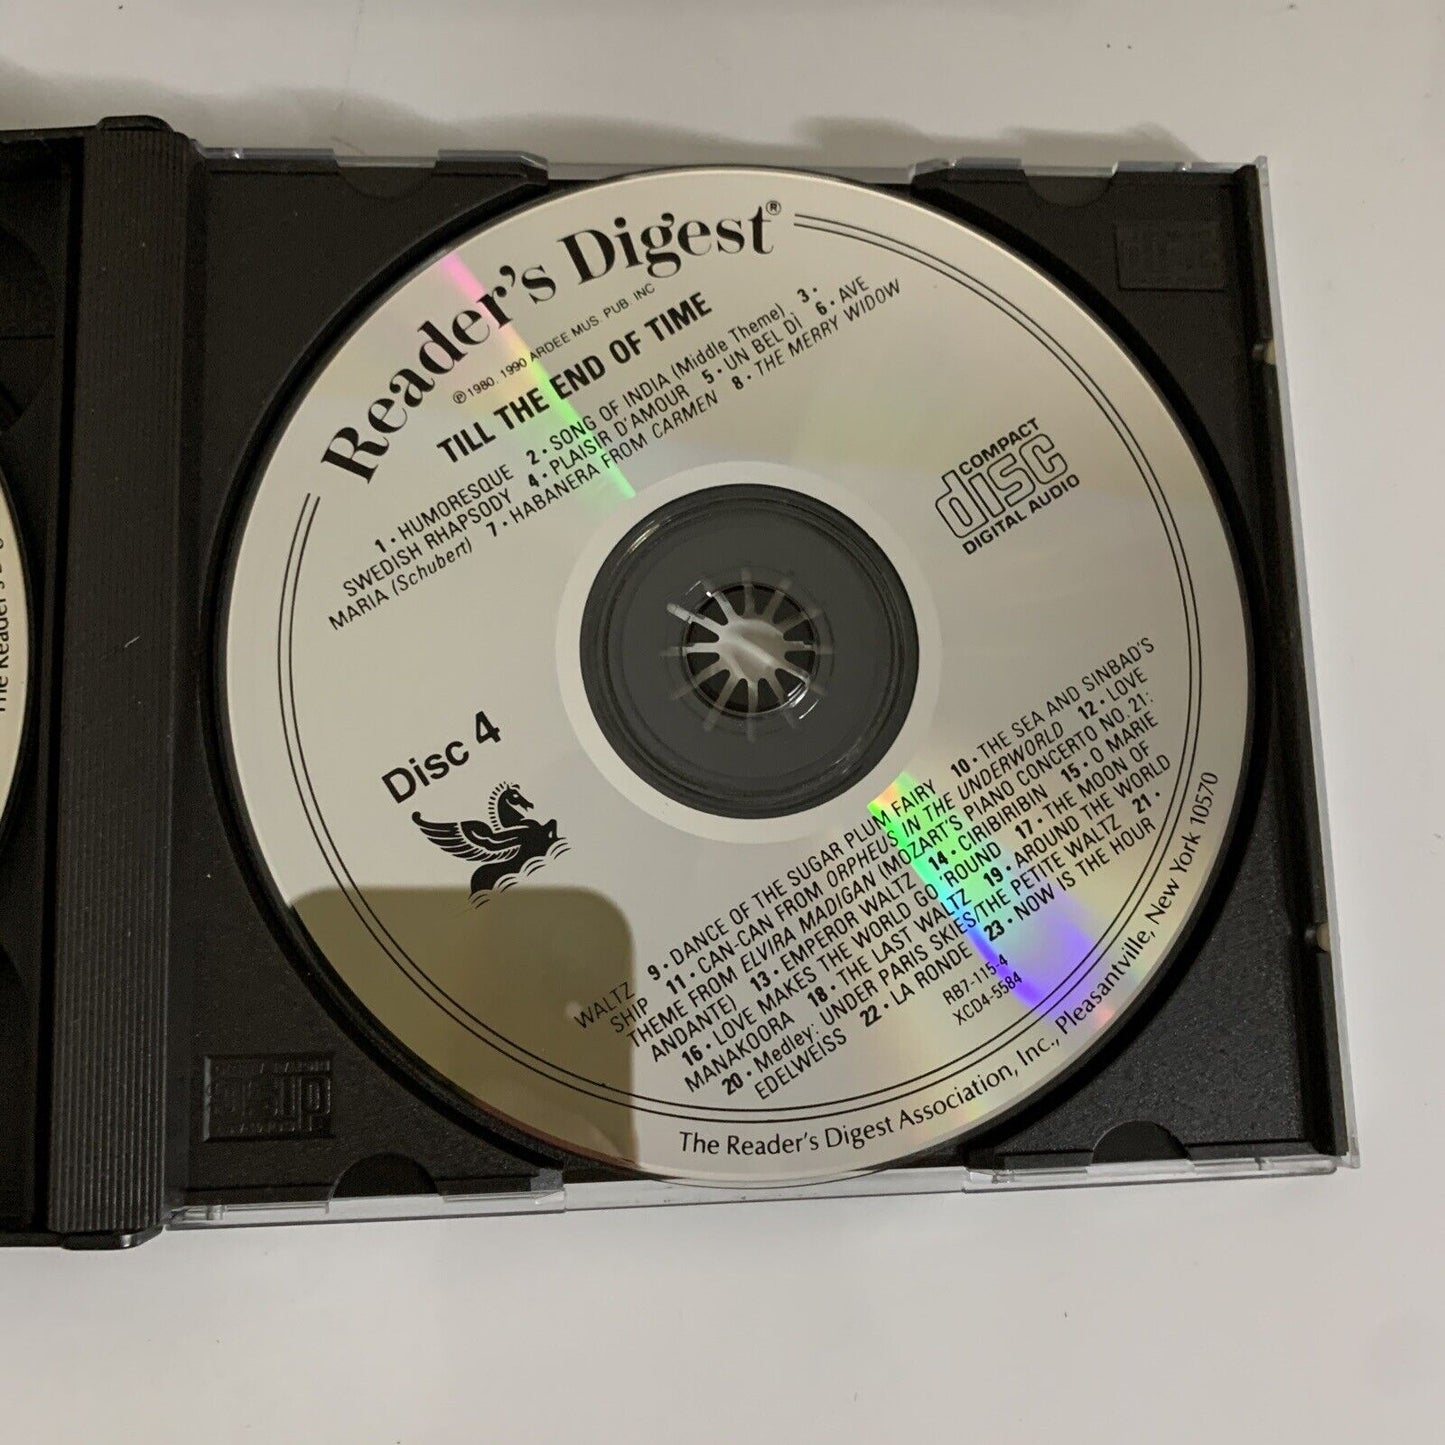 Reader's Digest®
℗ 1980, 1990 ARDEE MUS. PUB. INC
TILL THE END OF TIME
1 • HUMORESQUE 2 • SONG OF INDIA (Middle Theme) 3 •
SWEDISH RHAPSODY 4 • PLAISIR D'AMOUR 5 • UN BEL Dì 6 • AVE
MARIA (Schubert) 7 • HABANERA FROM CARMEN 8 • THE MERRY WIDOW
COMPACT
disc
DIGITAL AUDIO
Disc 4
WALTZ 9 • DANCE OF THE SUGAR PLUM FAIRY 10 • THE SEA AND SINBAD'S
SHIP 11 • CAN-CAN FROM ORPHEUS IN THE UNDERWORLD 12 • LOVE
THEME FROM ELVIRA MADIGAN (MOZART'S PIANO CONCERTO NO. 21:
ANDANTE) 13 • EMPEROR WALTZ 14 • CIRIBIRIBIN 15 • O MARIE
16 • LOVE MAKES THE WORLD GO 'ROUND 17 • THE MOON OF
MANAKOORA 18 • THE LAST WALTZ 19 • AROUND THE WORLD
20 • Medley: UNDER PARIS SKIES/THE PETITE WALTZ 21 •
EDELWEISS 22 • LA RONDE 23 • NOW IS THE HOUR
RB7-115-4
XCD4-5584
The Reader's Digest Association, Inc., Pleasantville, New York 10570
The Reader's